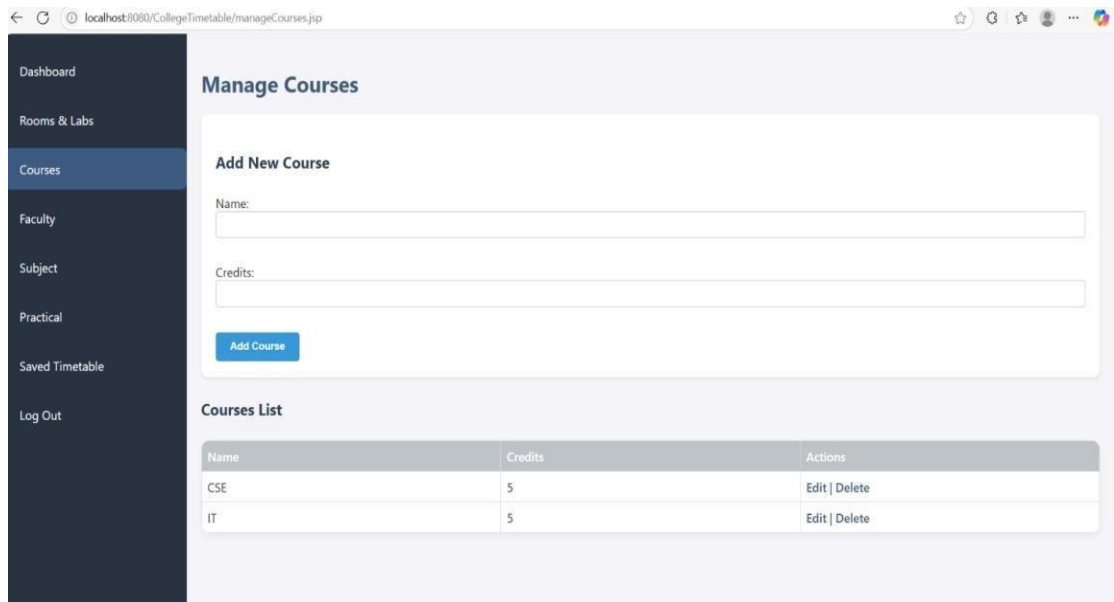 localhost:8080/CollegeTimetable/manageCourses.jsp
Dashboard
Rooms & Labs
Courses
Faculty
Subject
Practical
Saved Timetable
Log Out
Manage Courses
Add New Course
Name:
Credits:
Add Course
Courses List
Name Credits Actions
CSE 5 Edit | Delete
IT 5 Edit | Delete